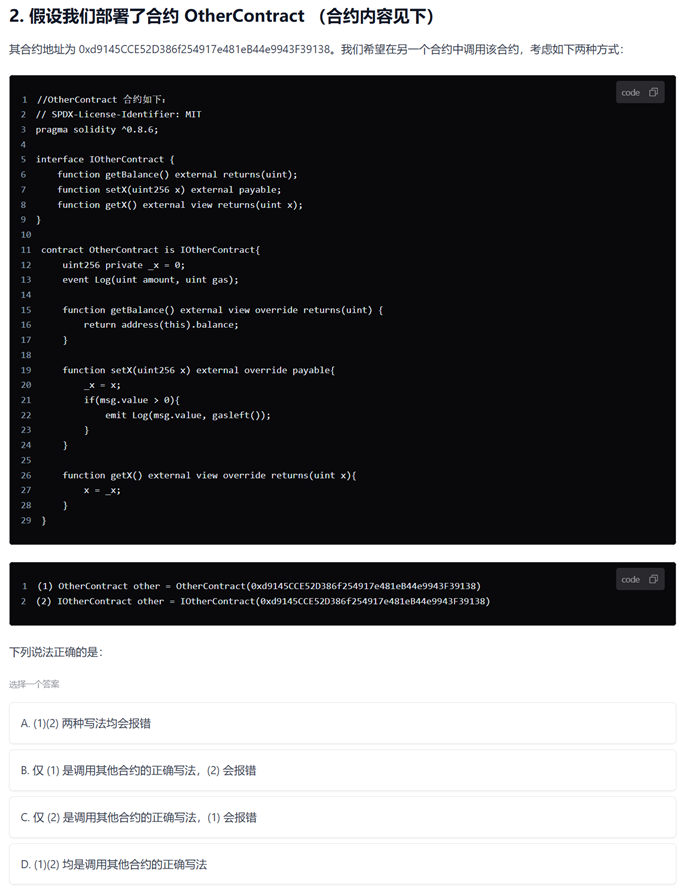 2. 假设我们部署了合约 OtherContract （合约内容见下）
其合约地址为 0xd9145CCE52D386f254917e481eB44e9943F39138。我们希望在另一个合约中调用该合约，考虑如下两种方式：
code
1 //OtherContract 合约如下：
2 // SPDX-License-Identifier: MIT
3 pragma solidity ^0.8.6;
4
5 interface IOtherContract {
6     function getBalance() external returns(uint);
7     function setX(uint256 x) external payable;
8     function getX() external view returns(uint x);
9 }
10
11 contract OtherContract is IOtherContract{
12     uint256 private _x = 0;
13     event Log(uint amount, uint gas);
14
15     function getBalance() external view override returns(uint) {
16         return address(this).balance;
17     }
18
19     function setX(uint256 x) external override payable{
20         _x = x;
21         if(msg.value > 0){
22             emit Log(msg.value, gasleft());
23         }
24     }
25
26     function getX() external view override returns(uint x){
27         x = _x;
28     }
29 }
code
1 (1) OtherContract other = OtherContract(0xd9145CCE52D386f254917e481eB44e9943F39138)
2 (2) IOtherContract other = IOtherContract(0xd9145CCE52D386f254917e481eB44e9943F39138)
下列说法正确的是：
选择一个答案
A. (1)(2) 两种写法均会报错
B. 仅 (1) 是调用其他合约的正确写法，(2) 会报错
C. 仅 (2) 是调用其他合约的正确写法，(1) 会报错
D. (1)(2) 均是调用其他合约的正确写法